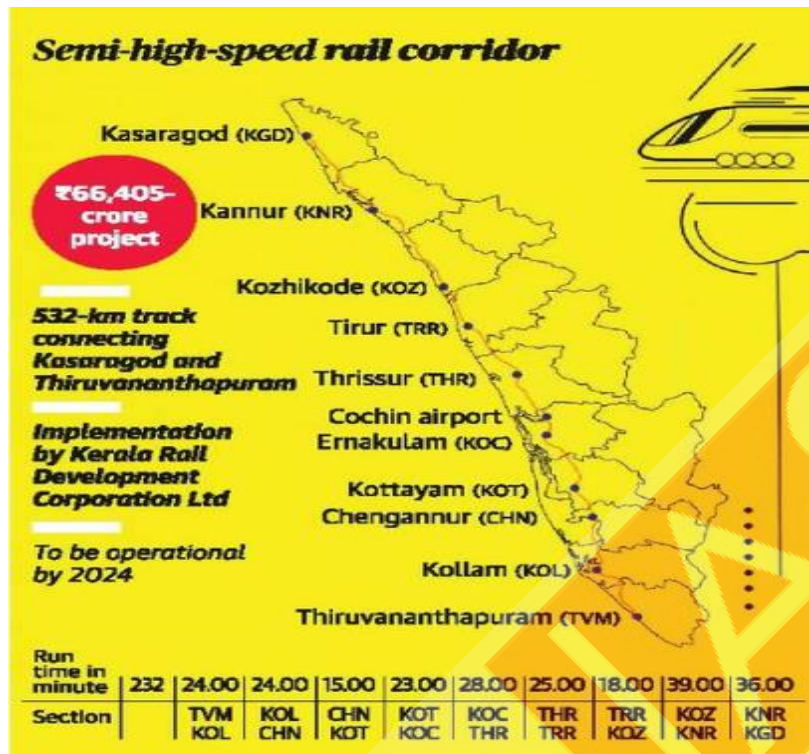 Semi-high-speed rail corridor
Kasaragod (KGD)
₹66,405-
crore
project
Kannur (KNR)
Kozhikode (KOZ)
532-km track
connecting
Kasaragod and
Thiruvananthapuram
Tirur (TRR)
Thrissur (THR)
Cochin airport
Ernakulam (KOC)
Implementation
by Kerala Rail
Development
Corporation Ltd
Kottayam (KOT)
Chengannur (CHN)
To be operational
by 2024
Kollam (KOL)
Thiruvananthapuram (TVM)
Run
time in
minute 232 24.00 24.00 15.00 23.00 28.00 25.00 18.00 39.00 36.00
Section TVM KOL CHN KOT KOC THR TRR KOZ KNR
KOL CHN KOT KOC THR TRR KOZ KNR KGD